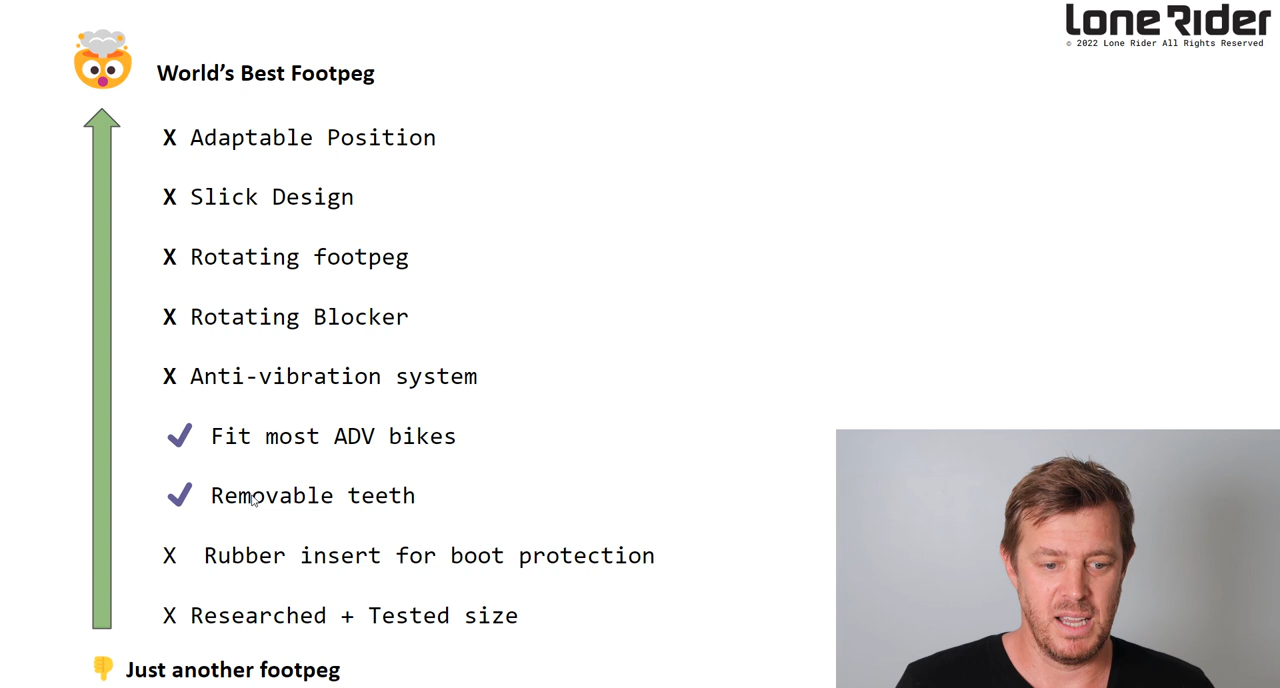 Lone Rider
© 2022 Lone Rider All Rights Reserved
World’s Best Footpeg
X Adaptable Position
X Slick Design
X Rotating footpeg
X Rotating Blocker
X Anti-vibration system
✔ Fit most ADV bikes
✔ Removable teeth
X Rubber insert for boot protection
X Researched + Tested size
Just another footpeg